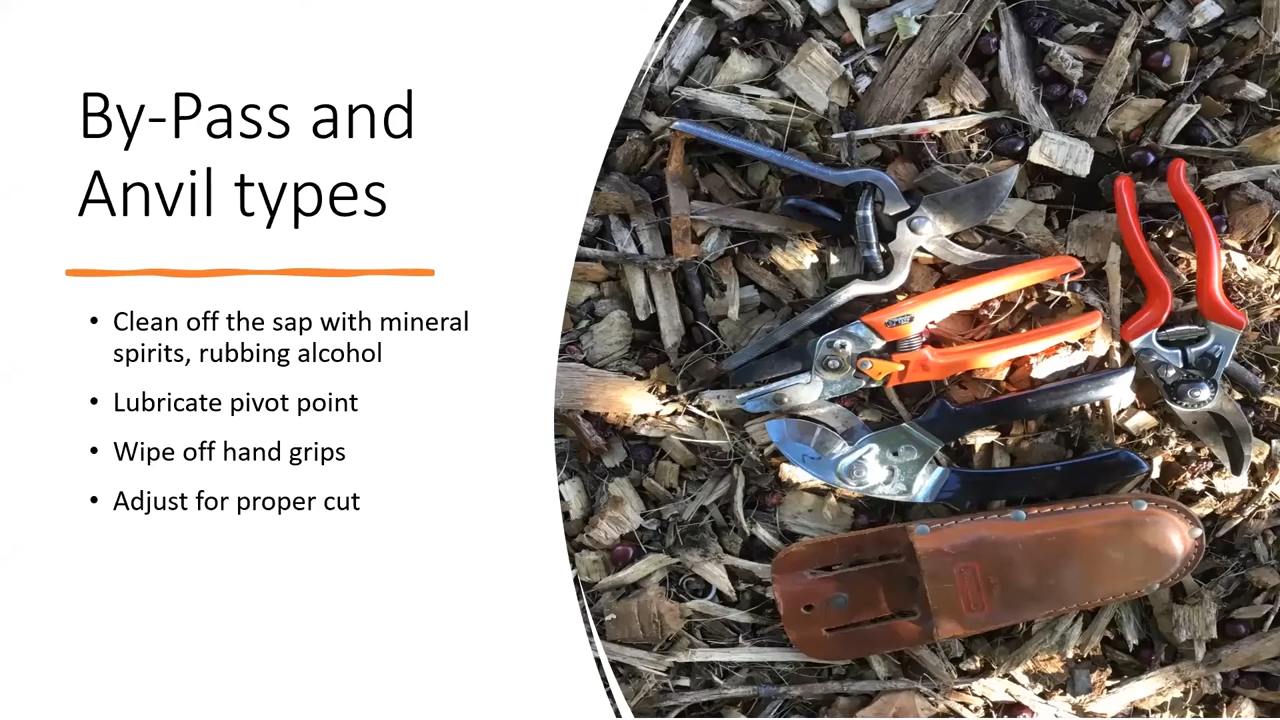 By-Pass and
Anvil types
• Clean off the sap with mineral
spirits, rubbing alcohol
• Lubricate pivot point
• Wipe off hand grips
• Adjust for proper cut